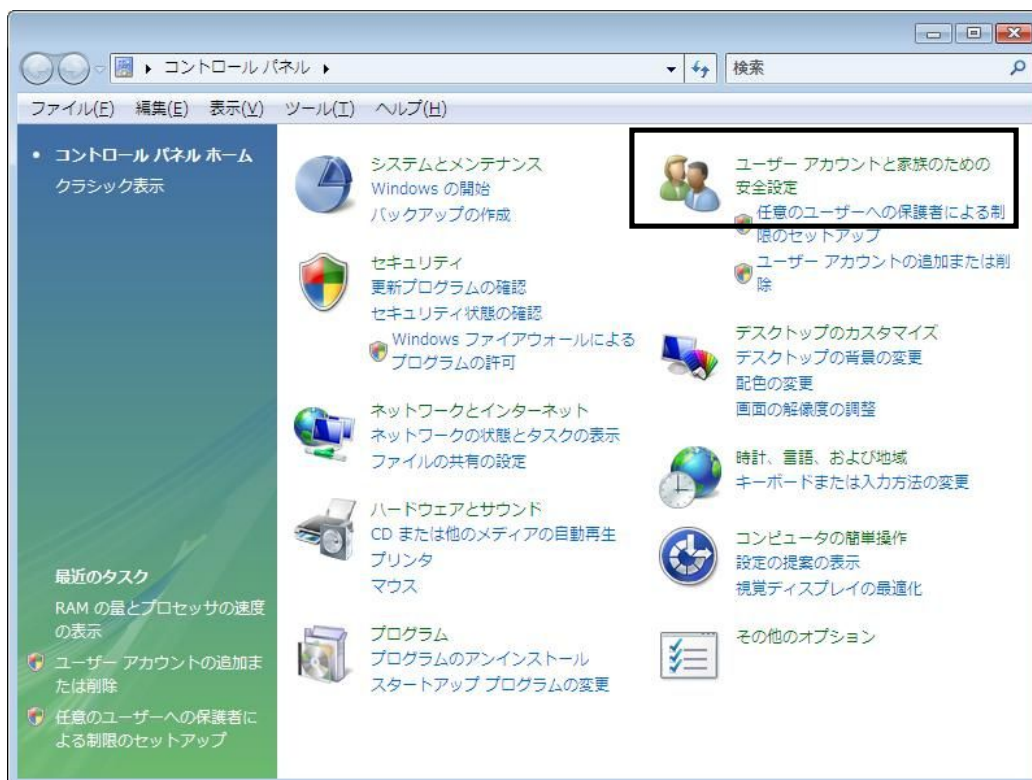 コントロール パネル
検索
ファイル(F) 編集(E) 表示(V) ツール(T) ヘルプ(H)
コントロール パネル ホーム
クラシック表示
最近のタスク
RAM の量とプロセッサの速度
の表示
ユーザー アカウントの追加ま
たは削除
任意のユーザーへの保護者に
よる制限のセットアップ
システムとメンテナンス
Windows の開始
バックアップの作成
セキュリティ
更新プログラムの確認
セキュリティ状態の確認
Windows ファイアウォールによる
プログラムの許可
ネットワークとインターネット
ネットワークの状態とタスクの表示
ファイルの共有の設定
ハードウェアとサウンド
CD または他のメディアの自動再生
プリンタ
マウス
プログラム
プログラムのアンインストール
スタートアップ プログラムの変更
ユーザー アカウントと家族のための
安全設定
任意のユーザーへの保護者による制
限のセットアップ
ユーザー アカウントの追加または削
除
デスクトップのカスタマイズ
デスクトップの背景の変更
配色の変更
画面の解像度の調整
時計、言語、および地域
キーボードまたは入力方法の変更
コンピュータの簡単操作
設定の提案の表示
視覚ディスプレイの最適化
その他のオプション